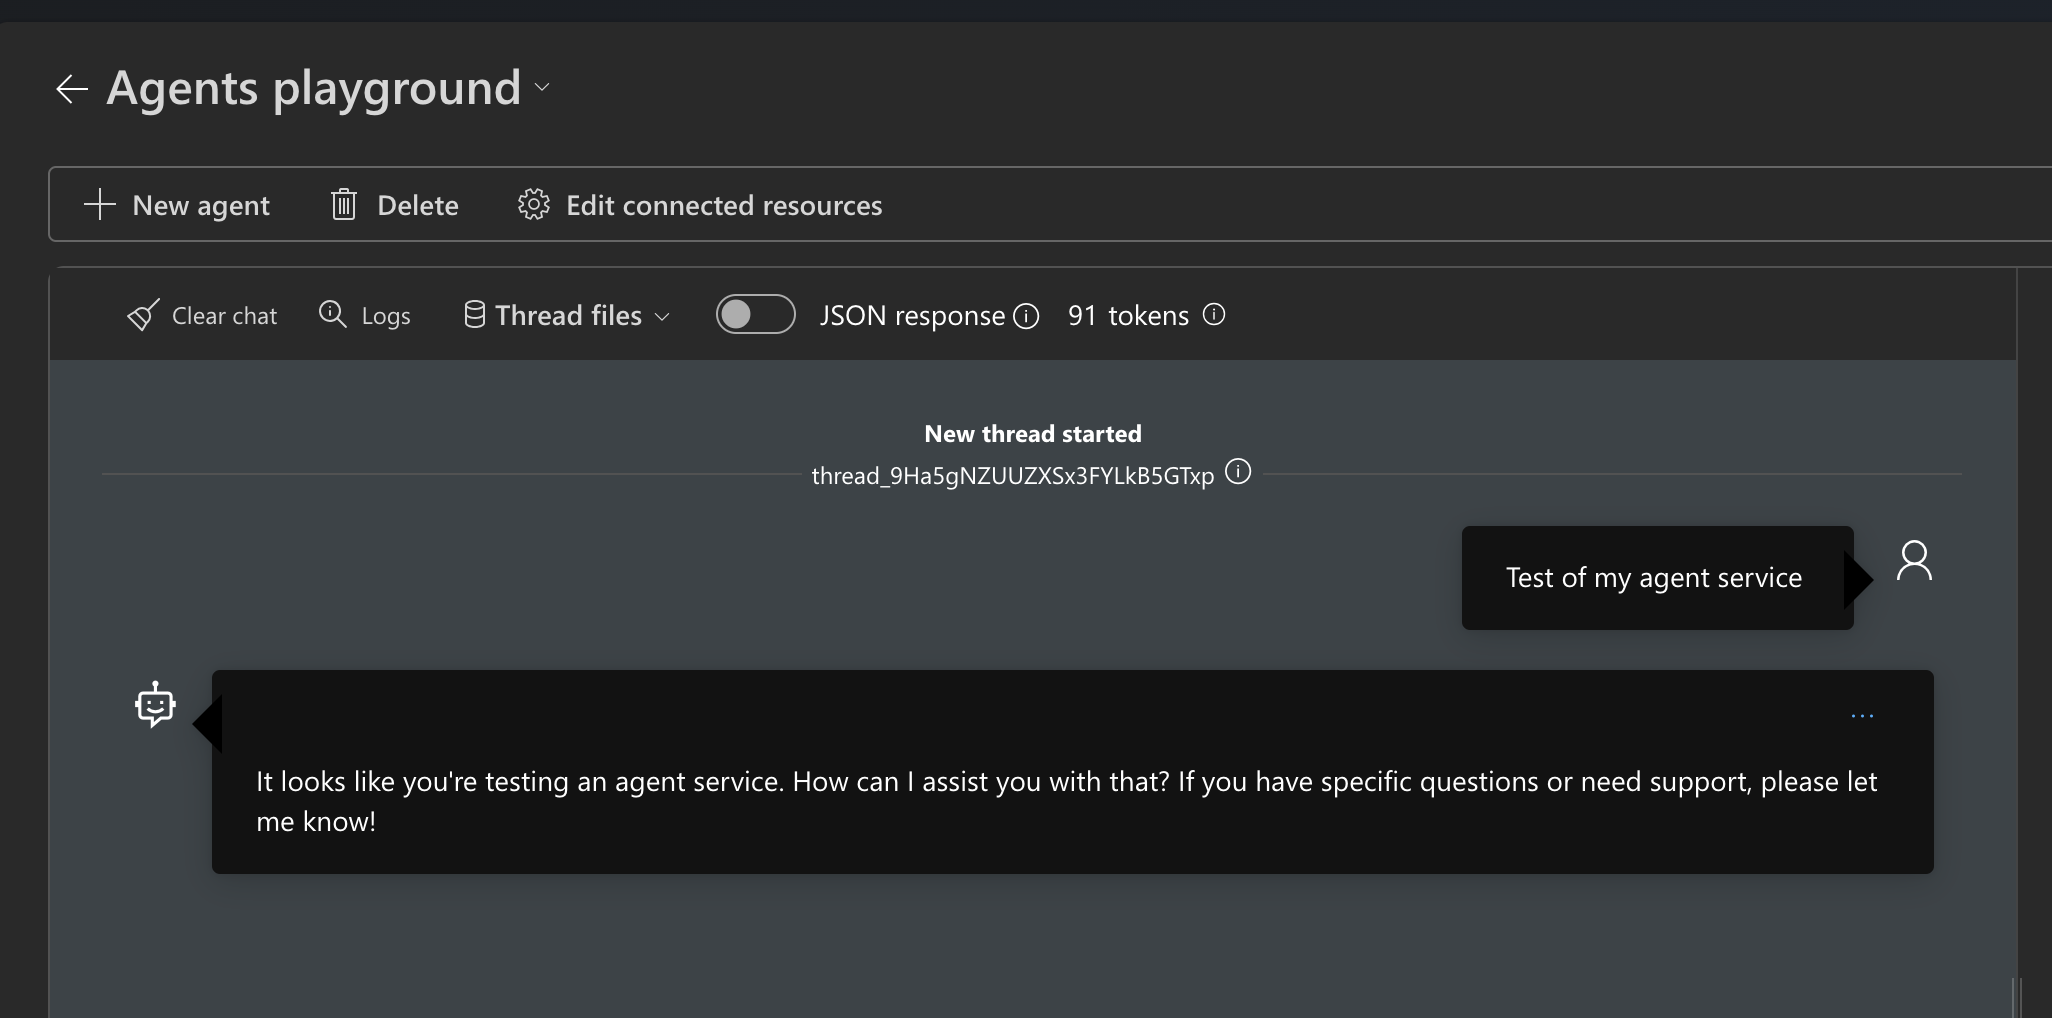 Agents playground
New agent Delete Edit connected resources
Clear chat Logs Thread files JSON response 91 tokens
New thread started
thread_9Ha5gNZUUZXSx3FYLkB5GTxp
Test of my agent service
...
It looks like you're testing an agent service. How can I assist you with that? If you have specific questions or need support, please let
me know!